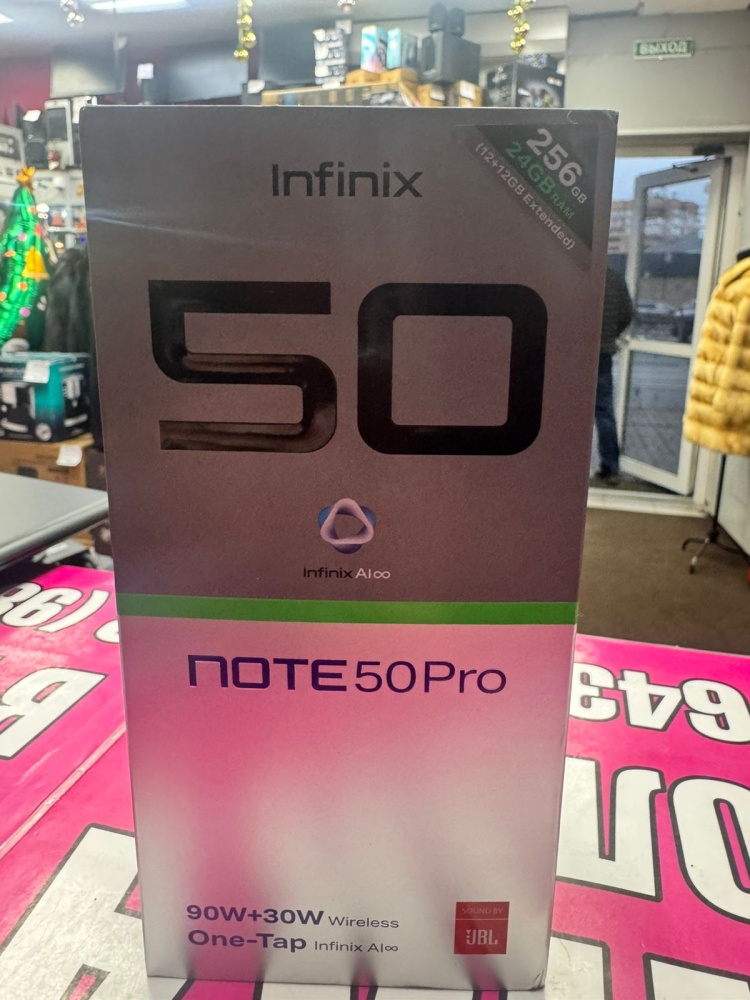 ВЫХОД
Infinix
256GB
24GB RAM
(12+12GB Extended)
50
Infinix AI∞
NOTE 50 Pro
90W+30W Wireless
One-Tap Infinix AI∞
SOUND BY
JBL